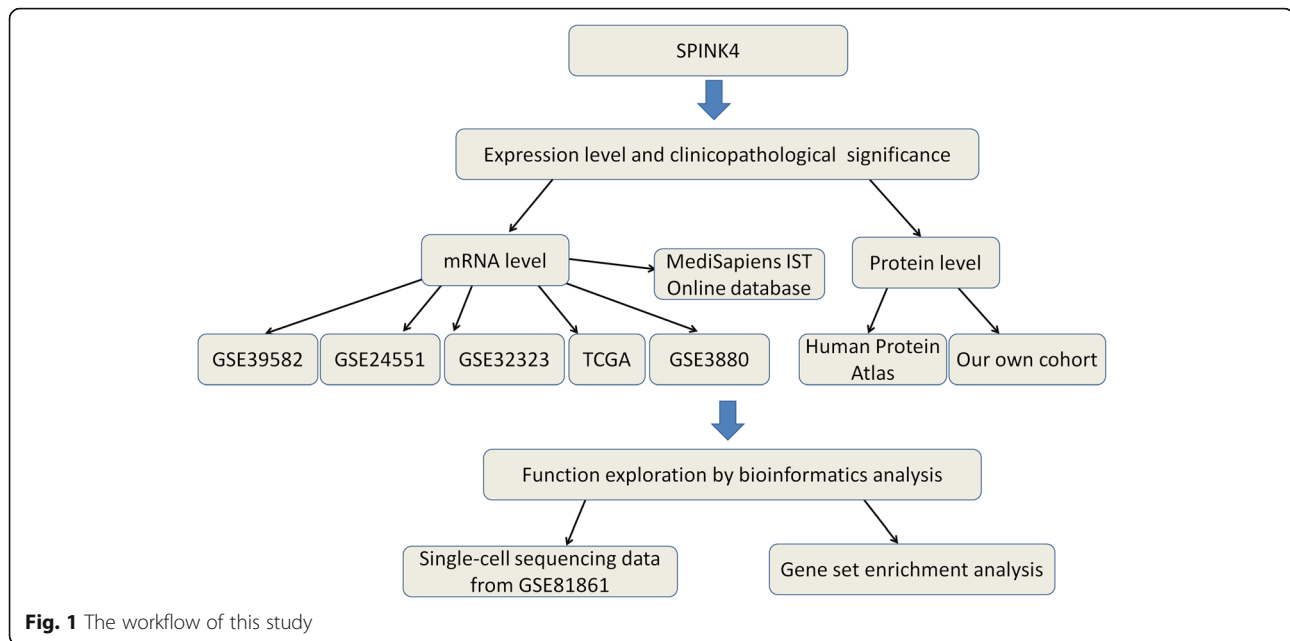 SPINK4
Expression level and clinicopathological significance
mRNA level
MediSapiens IST
Online database
Protein level
GSE39582
GSE24551
GSE32323
TCGA
GSE3880
Human Protein
Atlas
Our own cohort
Function exploration by bioinformatics analysis
Single-cell sequencing data
from GSE81861
Gene set enrichment analysis
Fig. 1 The workflow of this study